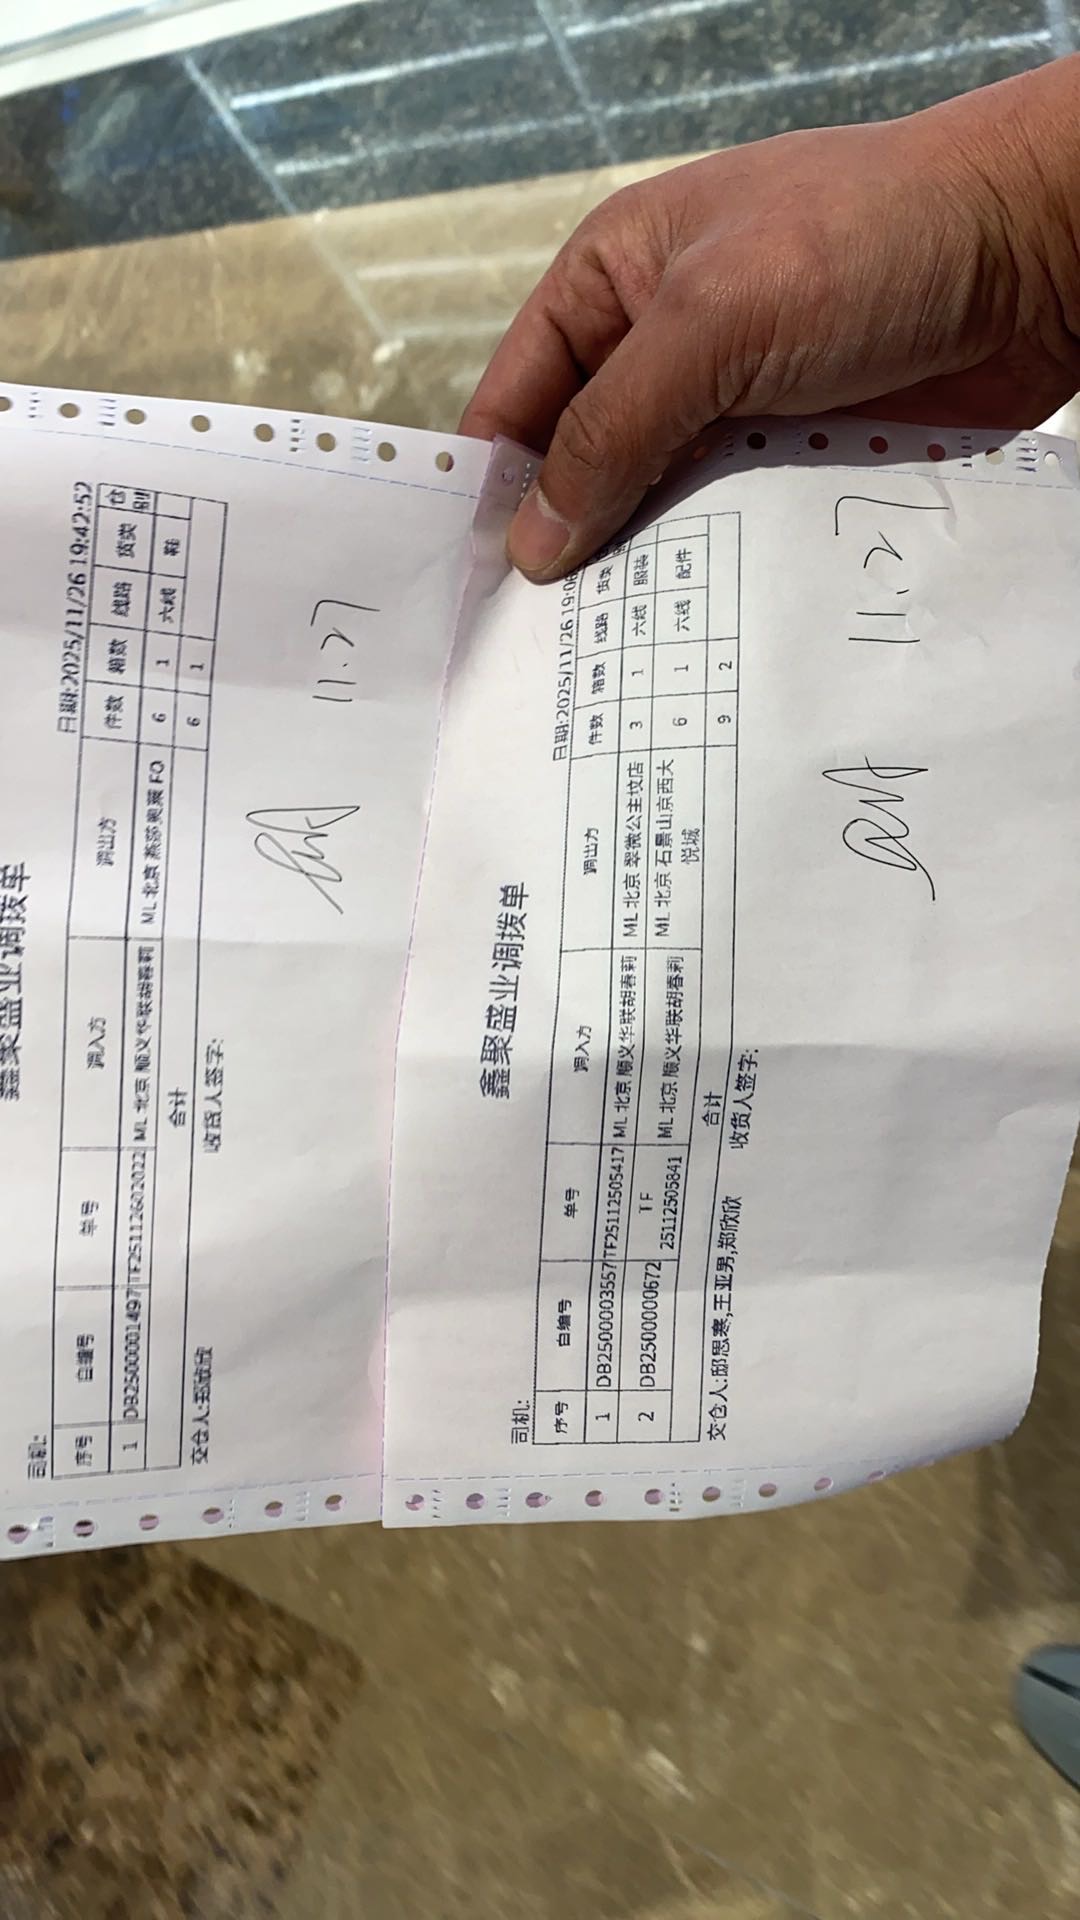 鑫聚盛业调拨单
司机:
日期:2025/11/26 19:42:52
序号 自编号 单号 调入方 调出方 件数 箱数 线路 货类 仓别
1 DB2500001497 TF25112602022 ML 北京 顺义华联胡春莉 ML 北京 燕莎奥莱 FO 6 1 六线 鞋
合计 6 1
交仓人:郑欣欣 收货人签字:
11.27
鑫聚盛业调拨单
司机:
日期:2025/11/26 19:06
序号 自编号 单号 调入方 调出方 件数 箱数 线路 货类
1 DB2500003557 TF25112505417 ML 北京 顺义华联胡春莉 ML 北京 翠微公主坟店 3 1 六线 服装
2 DB2500000672 TF 25112505841 ML 北京 顺义华联胡春莉 ML 北京 石景山京西大悦城 6 1 六线 配件
合计 9 2
交仓人:邸思寒,王亚男,郑欣欣 收货人签字:
11.27